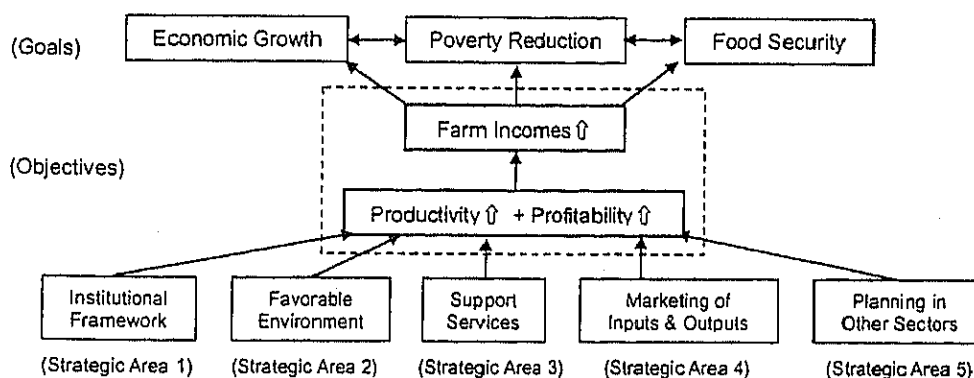 (Goals)
Economic Growth
Poverty Reduction
Food Security
Farm Incomes ⇧
(Objectives)
Productivity ⇧ + Profitability ⇧
Institutional
Framework
Favorable
Environment
Support
Services
Marketing of
Inputs & Outputs
Planning in
Other Sectors
(Strategic Area 1)
(Strategic Area 2)
(Strategic Area 3)
(Strategic Area 4)
(Strategic Area 5)